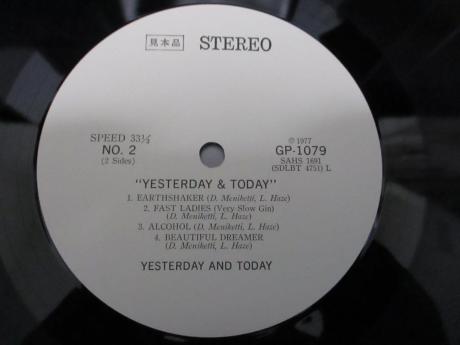 見本品 STEREO
SPEED 33⅓
NO. 2
(2 Sides)
Ⓟ 1977
GP-1079
SAHS 1691
(SDLBT 4751) L
"YESTERDAY & TODAY"
1. EARTHSHAKER (D. Meniketti, L. Haze)
2. FAST LADIES (Very Slow Gin)
(D. Meniketti, L. Haze)
3. ALCOHOL (D. Meniketti, L. Haze)
4. BEAUTIFUL DREAMER
(D. Meniketti, L. Haze)
YESTERDAY AND TODAY